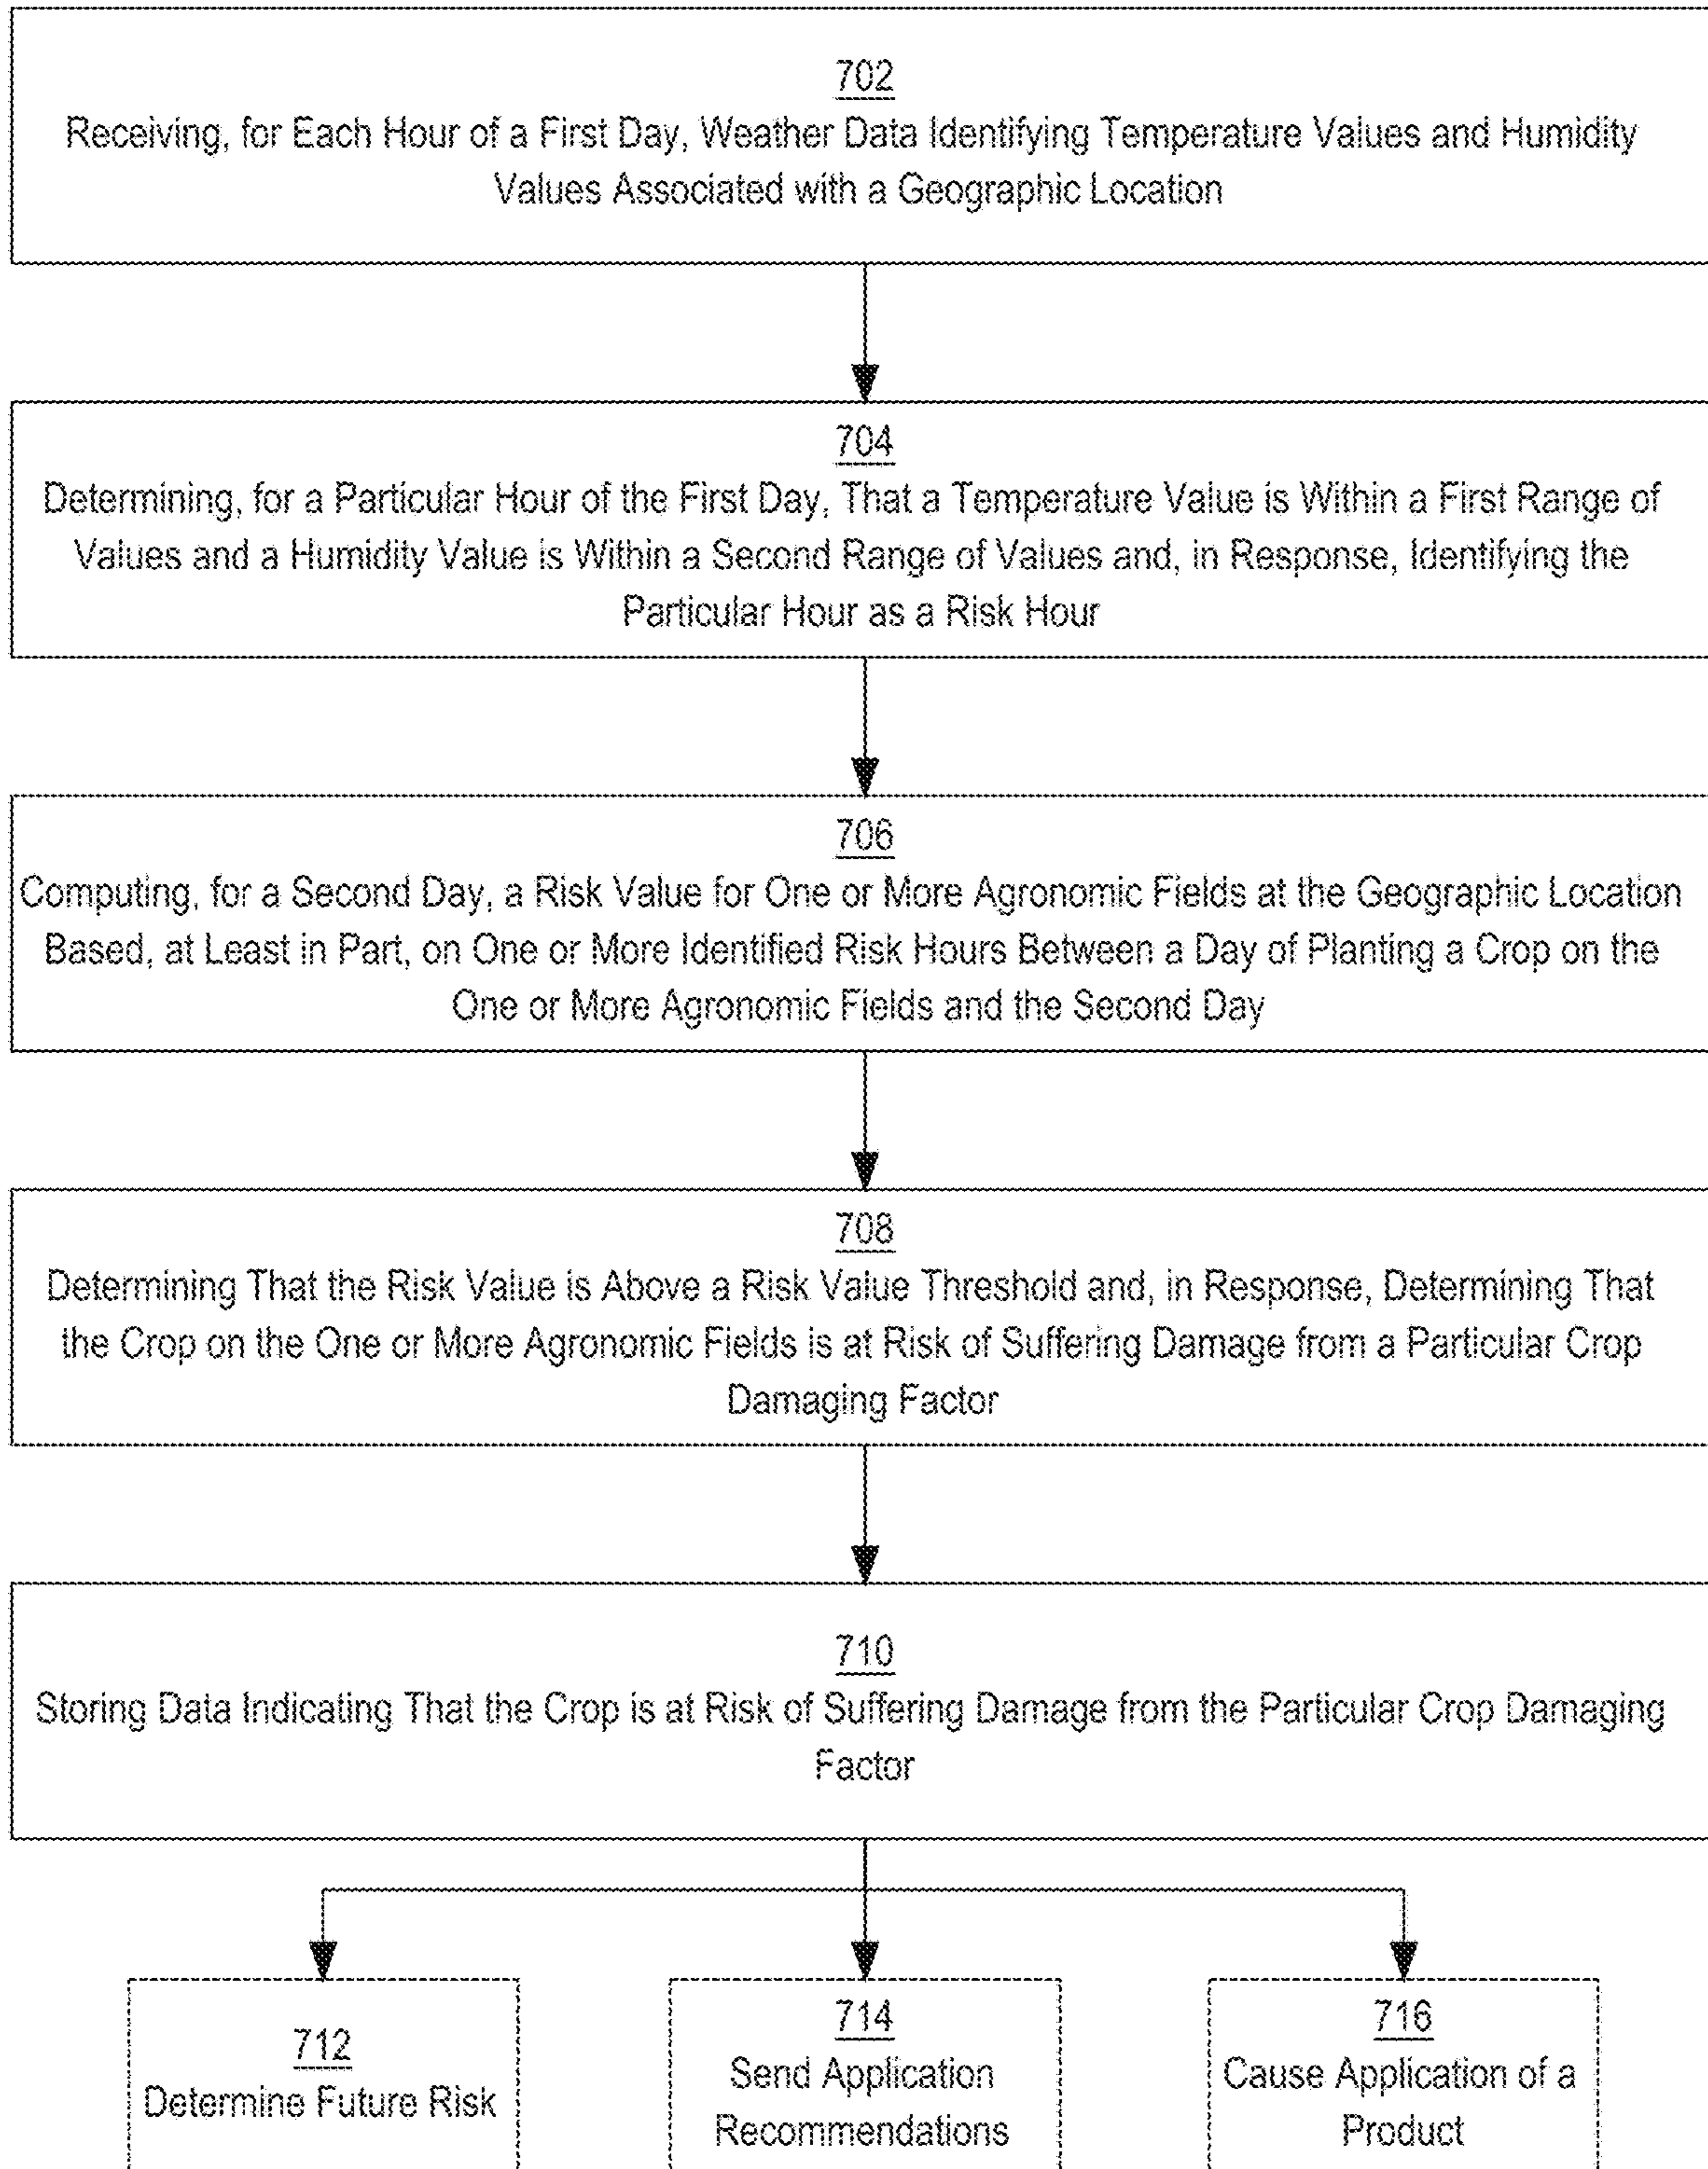 702
Receiving, for Each Hour of a First Day, Weather Data Identifying Temperature Values and Humidity
Values Associated with a Geographic Location
704
Determining, for a Particular Hour of the First Day, That a Temperature Value is Within a First Range of
Values and a Humidity Value is Within a Second Range of Values and, in Response, Identifying the
Particular Hour as a Risk Hour
706
Computing, for a Second Day, a Risk Value for One or More Agronomic Fields at the Geographic Location
Based, at Least in Part, on One or More Identified Risk Hours Between a Day of Planting a Crop on the
One or More Agronomic Fields and the Second Day
708
Determining That the Risk Value is Above a Risk Value Threshold and, in Response, Determining That
the Crop on the One or More Agronomic Fields is at Risk of Suffering Damage from a Particular Crop
Damaging Factor
710
Storing Data Indicating That the Crop is at Risk of Suffering Damage from the Particular Crop Damaging
Factor
712
Determine Future Risk
714
Send Application
Recommendations
716
Cause Application of a
Product